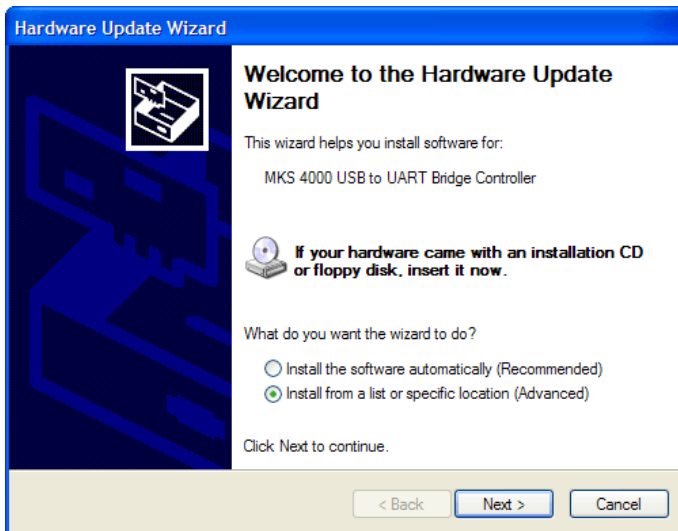 Hardware Update Wizard
Welcome to the Hardware Update
Wizard
This wizard helps you install software for:
MKS 4000 USB to UART Bridge Controller
If your hardware came with an installation CD
or floppy disk, insert it now.
What do you want the wizard to do?
Install the software automatically (Recommended)
Install from a list or specific location (Advanced)
Click Next to continue.
< Back Next > Cancel